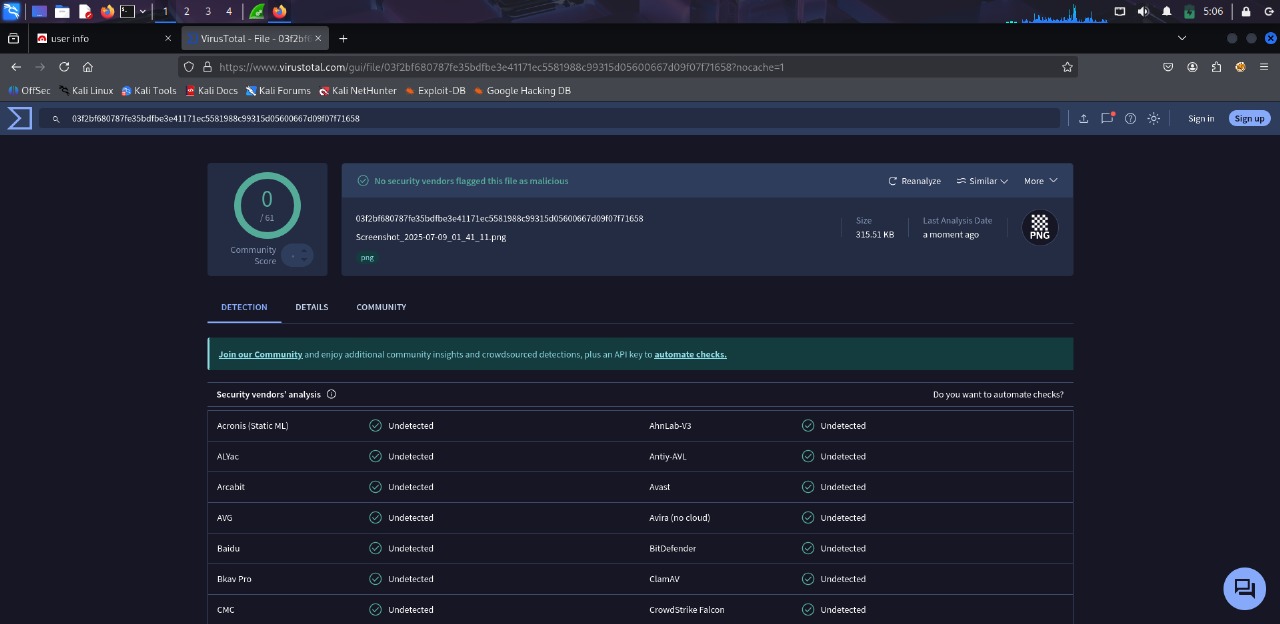 1 2 3 4 5:06
user info
VirusTotal - File - 03f2bf
https://www.virustotal.com/gui/file/03f2bf680787fe35bdfbe3e41171ec5581988c99315d05600667d09f07f71658?nocache=1
OffSec Kali Linux Kali Tools Kali Docs Kali Forums Kali NetHunter Exploit-DB Google Hacking DB
03f2bf680787fe35bdfbe3e41171ec5581988c99315d05600667d09f07f71658
Sign in Sign up
0
/ 61
Community
Score
No security vendors flagged this file as malicious
Reanalyze Similar More
03f2bf680787fe35bdfbe3e41171ec5581988c99315d05600667d09f07f71658
Screenshot_2025-07-09_01_41_11.png
png
Size
315.51 KB
Last Analysis Date
a moment ago
PNG
DETECTION DETAILS COMMUNITY
Join our Community and enjoy additional community insights and crowdsourced detections, plus an API key to automate checks.
Security vendors' analysis Do you want to automate checks?
Acronis (Static ML) Undetected AhnLab-V3 Undetected
ALYac Undetected Antiy-AVL Undetected
Arcabit Undetected Avast Undetected
AVG Undetected Avira (no cloud) Undetected
Baidu Undetected BitDefender Undetected
Bkav Pro Undetected ClamAV Undetected
CMC Undetected CrowdStrike Falcon Undetected